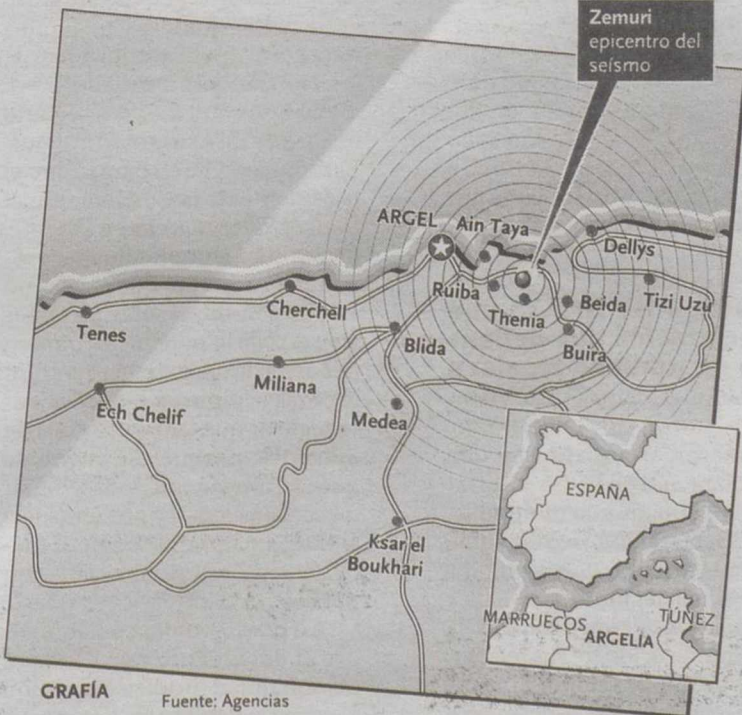 Zemuri
epicentro del
seísmo
ARGEL
Ain Taya
Dellys
Ruiba
Beida
Tizi Uzu
Cherchell
Thenia
Tenes
Blida
Buira
Miliana
Ech Chelif
Medea
ESPAÑA
Ksar el
Boukhari
MARRUECOS
TÚNEZ
ARGELIA
GRAFÍA
Fuente: Agencias